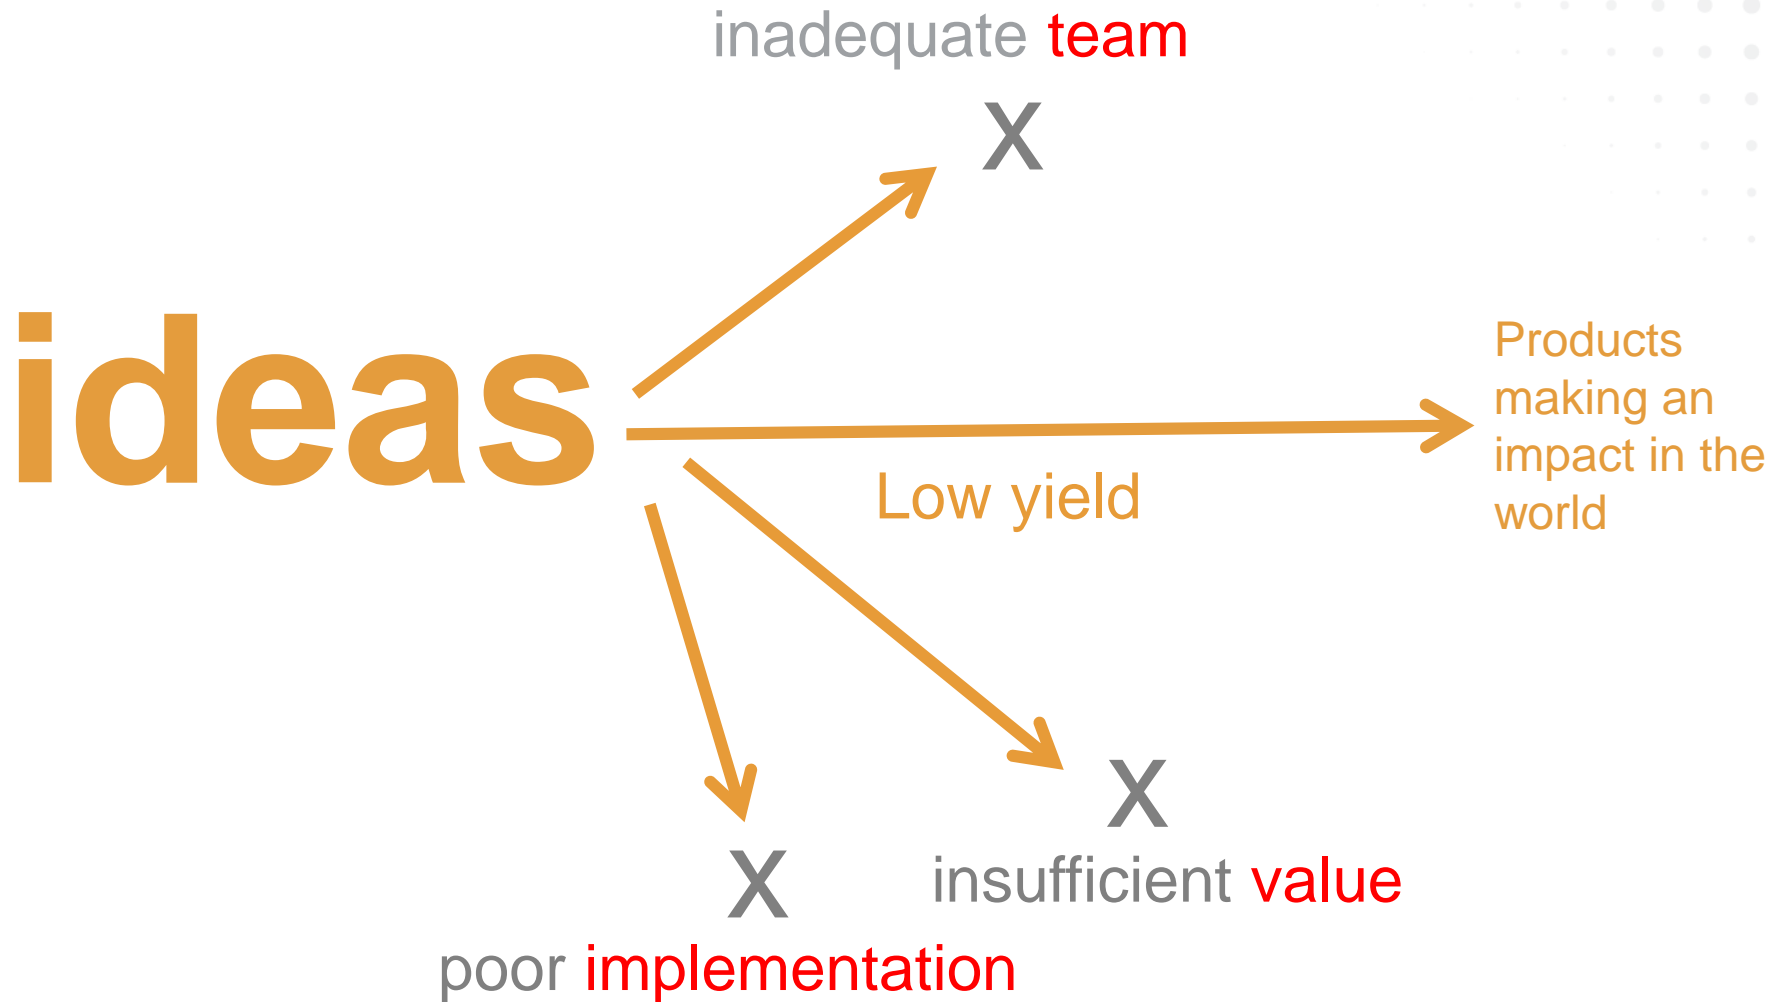 inadequate team
X
ideas
Products
making an
impact in the
world
Low yield
X
insufficient value
X
poor implementation